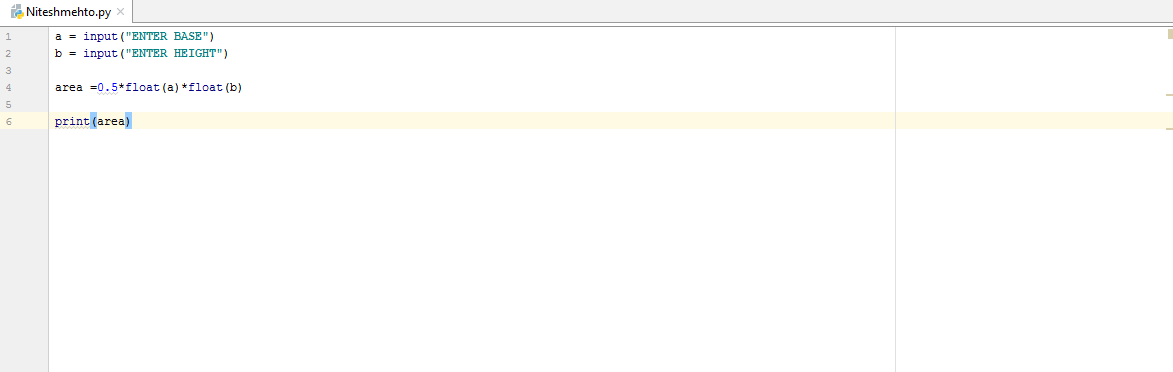 Niteshmehto.py
1 a = input("ENTER BASE")
2 b = input("ENTER HEIGHT")
3
4 area =0.5*float(a)*float(b)
5
6 print(area)